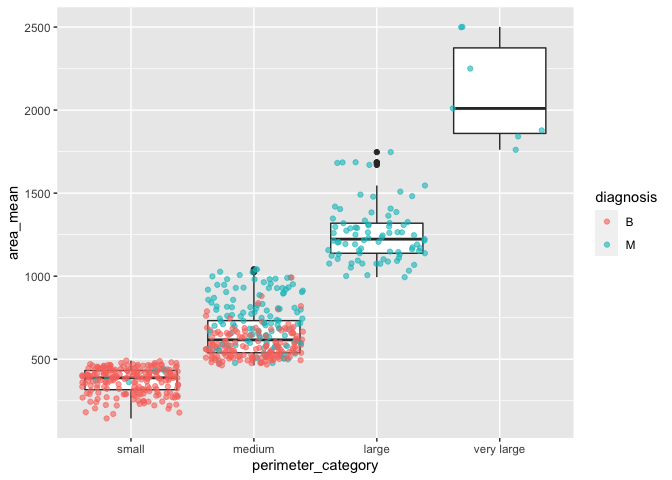 2500
2000
1500
1000
500
area_mean
small medium large very large
perimeter_category
diagnosis
B
M